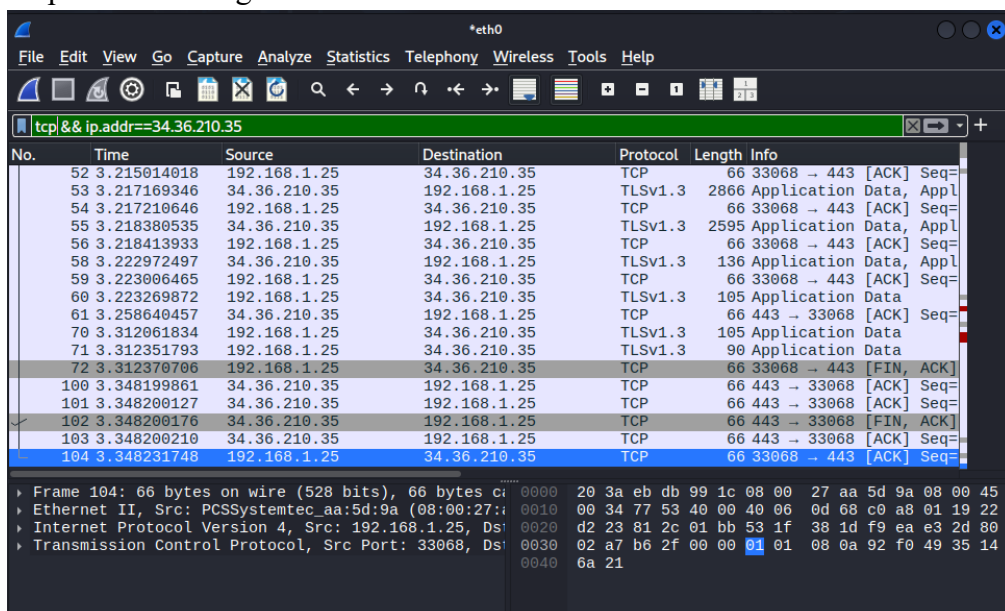 *eth0
File Edit View Go Capture Analyze Statistics Telephony Wireless Tools Help
tcp && ip.addr==34.36.210.35
No. Time Source Destination Protocol Length Info
52 3.215014018 192.168.1.25 34.36.210.35 TCP 66 33068 → 443 [ACK] Seq=
53 3.217169346 34.36.210.35 192.168.1.25 TLSv1.3 2866 Application Data, Appl
54 3.217210646 192.168.1.25 34.36.210.35 TCP 66 33068 → 443 [ACK] Seq=
55 3.218380535 34.36.210.35 192.168.1.25 TLSv1.3 2595 Application Data, Appl
56 3.218413933 192.168.1.25 34.36.210.35 TCP 66 33068 → 443 [ACK] Seq=
58 3.222972497 34.36.210.35 192.168.1.25 TLSv1.3 136 Application Data, Appl
59 3.223006465 192.168.1.25 34.36.210.35 TCP 66 33068 → 443 [ACK] Seq=
60 3.223269872 192.168.1.25 34.36.210.35 TLSv1.3 105 Application Data
61 3.258640457 34.36.210.35 192.168.1.25 TCP 66 443 → 33068 [ACK] Seq=
70 3.312061834 192.168.1.25 34.36.210.35 TLSv1.3 105 Application Data
71 3.312351793 192.168.1.25 34.36.210.35 TLSv1.3 90 Application Data
72 3.312370706 192.168.1.25 34.36.210.35 TCP 66 33068 → 443 [FIN, ACK]
100 3.348199861 34.36.210.35 192.168.1.25 TCP 66 443 → 33068 [ACK] Seq=
101 3.348200127 34.36.210.35 192.168.1.25 TCP 66 443 → 33068 [ACK] Seq=
102 3.348200176 34.36.210.35 192.168.1.25 TCP 66 443 → 33068 [FIN, ACK]
103 3.348200210 34.36.210.35 192.168.1.25 TCP 66 443 → 33068 [ACK] Seq=
104 3.348231748 192.168.1.25 34.36.210.35 TCP 66 33068 → 443 [ACK] Seq=
Frame 104: 66 bytes on wire (528 bits), 66 bytes ca
Ethernet II, Src: PCSSystemtec_aa:5d:9a (08:00:27:a
Internet Protocol Version 4, Src: 192.168.1.25, Dst
Transmission Control Protocol, Src Port: 33068, Dst
0000 20 3a eb db 99 1c 08 00 27 aa 5d 9a 08 00 45
0010 00 34 77 53 40 00 40 06 0d 68 c0 a8 01 19 22
0020 d2 23 81 2c 01 bb 53 1f 38 1d f9 ea e3 2d 80
0030 02 a7 b6 2f 00 00 01 01 08 0a 92 f0 49 35 14
0040 6a 21